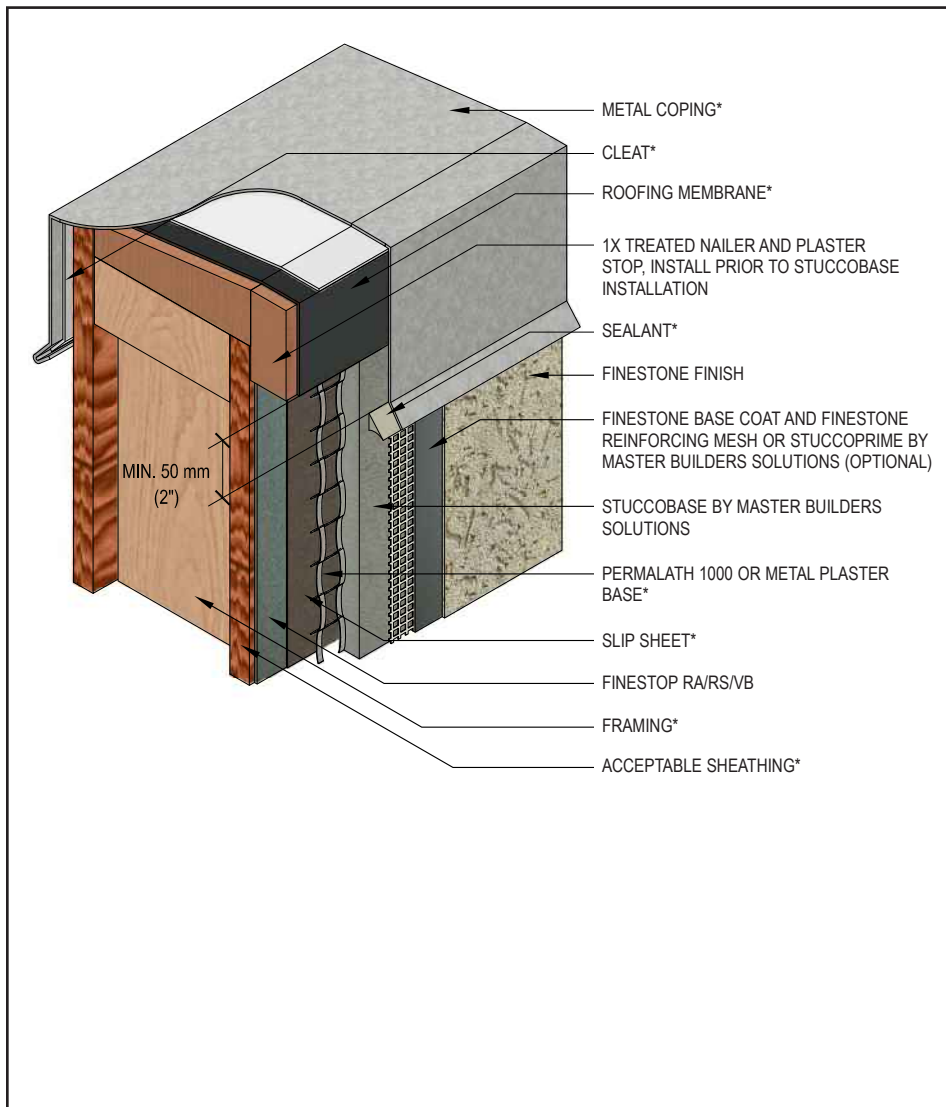 METAL COPING*
CLEAT*
ROOFING MEMBRANE*
1X TREATED NAILER AND PLASTER
STOP, INSTALL PRIOR TO STUCCOBASE
INSTALLATION
SEALANT*
FINESTONE FINISH
FINESTONE BASE COAT AND FINESTONE
REINFORCING MESH OR STUCCOPRIME BY
MASTER BUILDERS SOLUTIONS (OPTIONAL)
MIN. 50 mm
(2")
STUCCOBASE BY MASTER BUILDERS
SOLUTIONS
PERMALATH 1000 OR METAL PLASTER
BASE*
SLIP SHEET*
FINESTOP RA/RS/VB
FRAMING*
ACCEPTABLE SHEATHING*